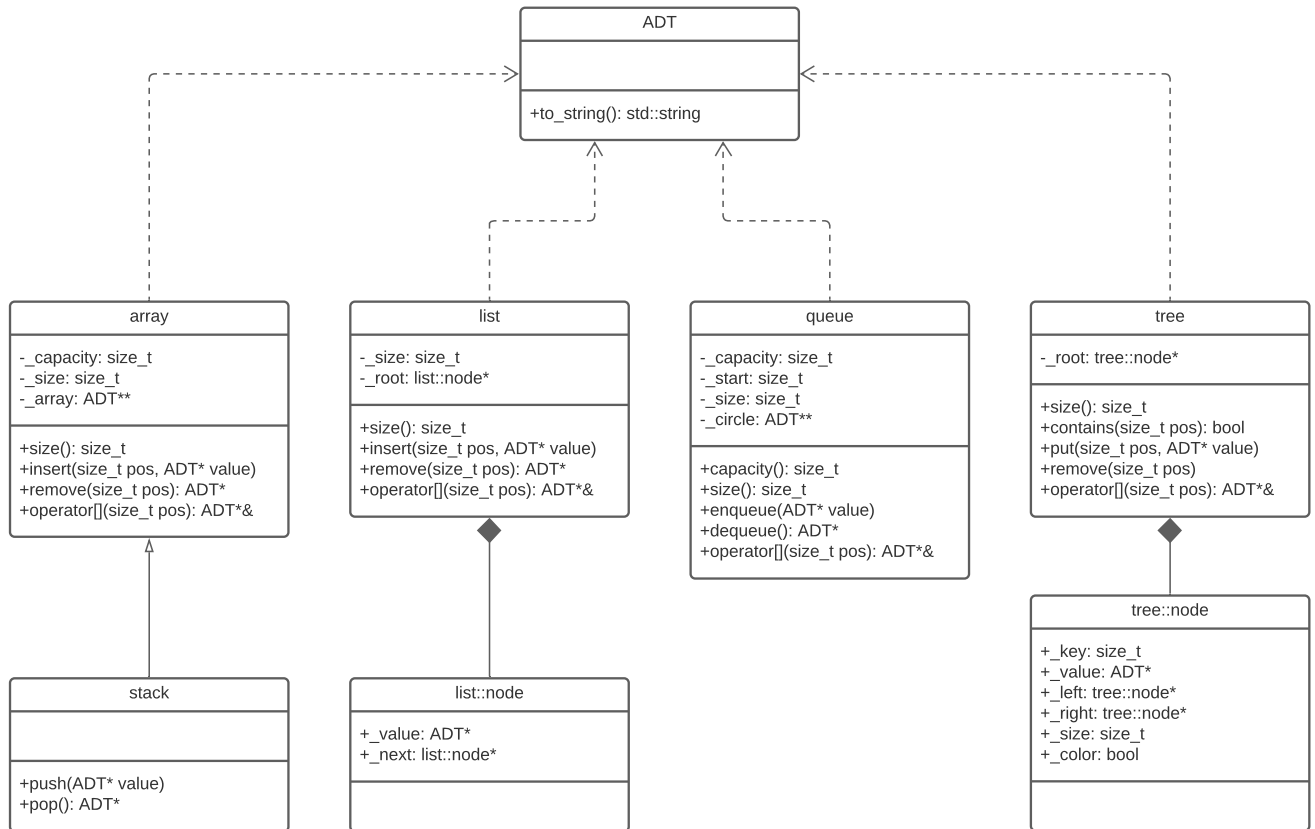 ADT
+to_string(): std::string
array
-_capacity: size_t
-_size: size_t
-_array: ADT**
+size(): size_t
+insert(size_t pos, ADT* value)
+remove(size_t pos): ADT*
+operator[](size_t pos): ADT*&
list
-_size: size_t
-_root: list::node*
+size(): size_t
+insert(size_t pos, ADT* value)
+remove(size_t pos): ADT*
+operator[](size_t pos): ADT*&
queue
-_capacity: size_t
-_start: size_t
-_size: size_t
-_circle: ADT**
+capacity(): size_t
+size(): size_t
+enqueue(ADT* value)
+dequeue(): ADT*
+operator[](size_t pos): ADT*&
tree
-_root: tree::node*
+size(): size_t
+contains(size_t pos): bool
+put(size_t pos, ADT* value)
+remove(size_t pos)
+operator[](size_t pos): ADT*&
stack
+push(ADT* value)
+pop(): ADT*
list::node
+_value: ADT*
+_next: list::node*
tree::node
+_key: size_t
+_value: ADT*
+_left: tree::node*
+_right: tree::node*
+_size: size_t
+_color: bool